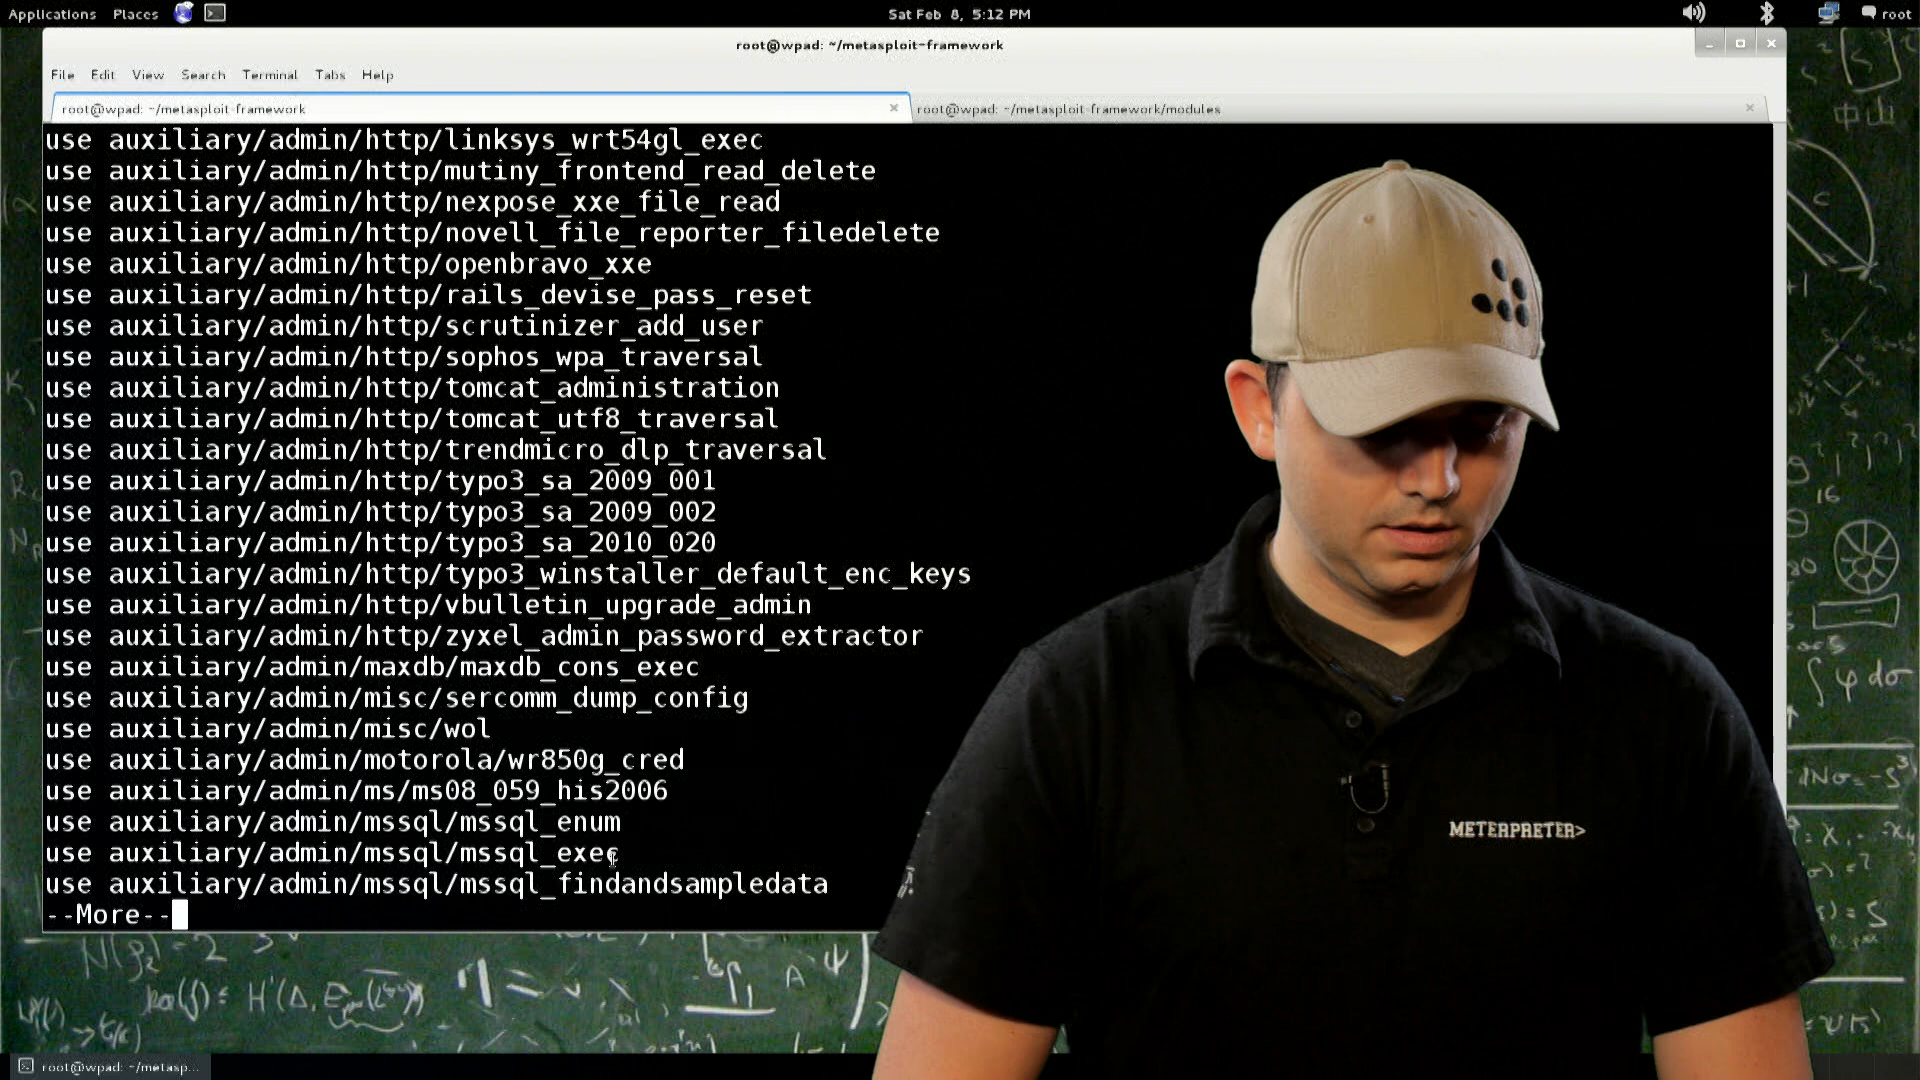 Applications Places Sat Feb 8, 5:12 PM root
root@wpad: ~/metasploit-framework
File Edit View Search Terminal Tabs Help
root@wpad: ~/metasploit-framework root@wpad: ~/metasploit-framework/modules
use auxiliary/admin/http/linksys_wrt54gl_exec
use auxiliary/admin/http/mutiny_frontend_read_delete
use auxiliary/admin/http/nexpose_xxe_file_read
use auxiliary/admin/http/novell_file_reporter_filedelete
use auxiliary/admin/http/openbravo_xxe
use auxiliary/admin/http/rails_devise_pass_reset
use auxiliary/admin/http/scrutinizer_add_user
use auxiliary/admin/http/sophos_wpa_traversal
use auxiliary/admin/http/tomcat_administration
use auxiliary/admin/http/tomcat_utf8_traversal
use auxiliary/admin/http/trendmicro_dlp_traversal
use auxiliary/admin/http/typo3_sa_2009_001
use auxiliary/admin/http/typo3_sa_2009_002
use auxiliary/admin/http/typo3_sa_2010_020
use auxiliary/admin/http/typo3_winstaller_default_enc_keys
use auxiliary/admin/http/vbulletin_upgrade_admin
use auxiliary/admin/http/zyxel_admin_password_extractor
use auxiliary/admin/maxdb/maxdb_cons_exec
use auxiliary/admin/misc/sercomm_dump_config
use auxiliary/admin/misc/wol
use auxiliary/admin/motorola/wr850g_cred
use auxiliary/admin/ms/ms08_059_his2006
use auxiliary/admin/mssql/mssql_enum
use auxiliary/admin/mssql/mssql_exec
use auxiliary/admin/mssql/mssql_findandsampledata
--More--
METERPRETER>
root@wpad: ~/metasp...